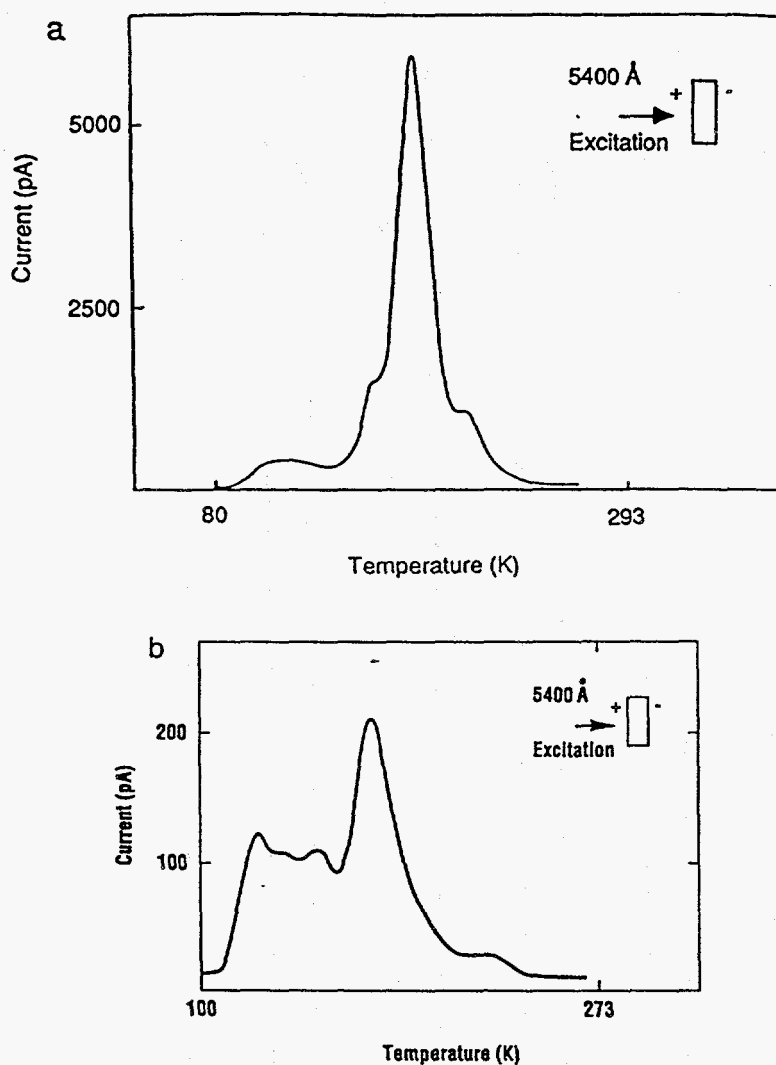 a
5400 Å
+ -
Excitation
5000
2500
Current (pA)
80 293
Temperature (K)
b
5400 Å
+ -
Excitation
200
100
Current (pA)
100 273
Temperature (K)